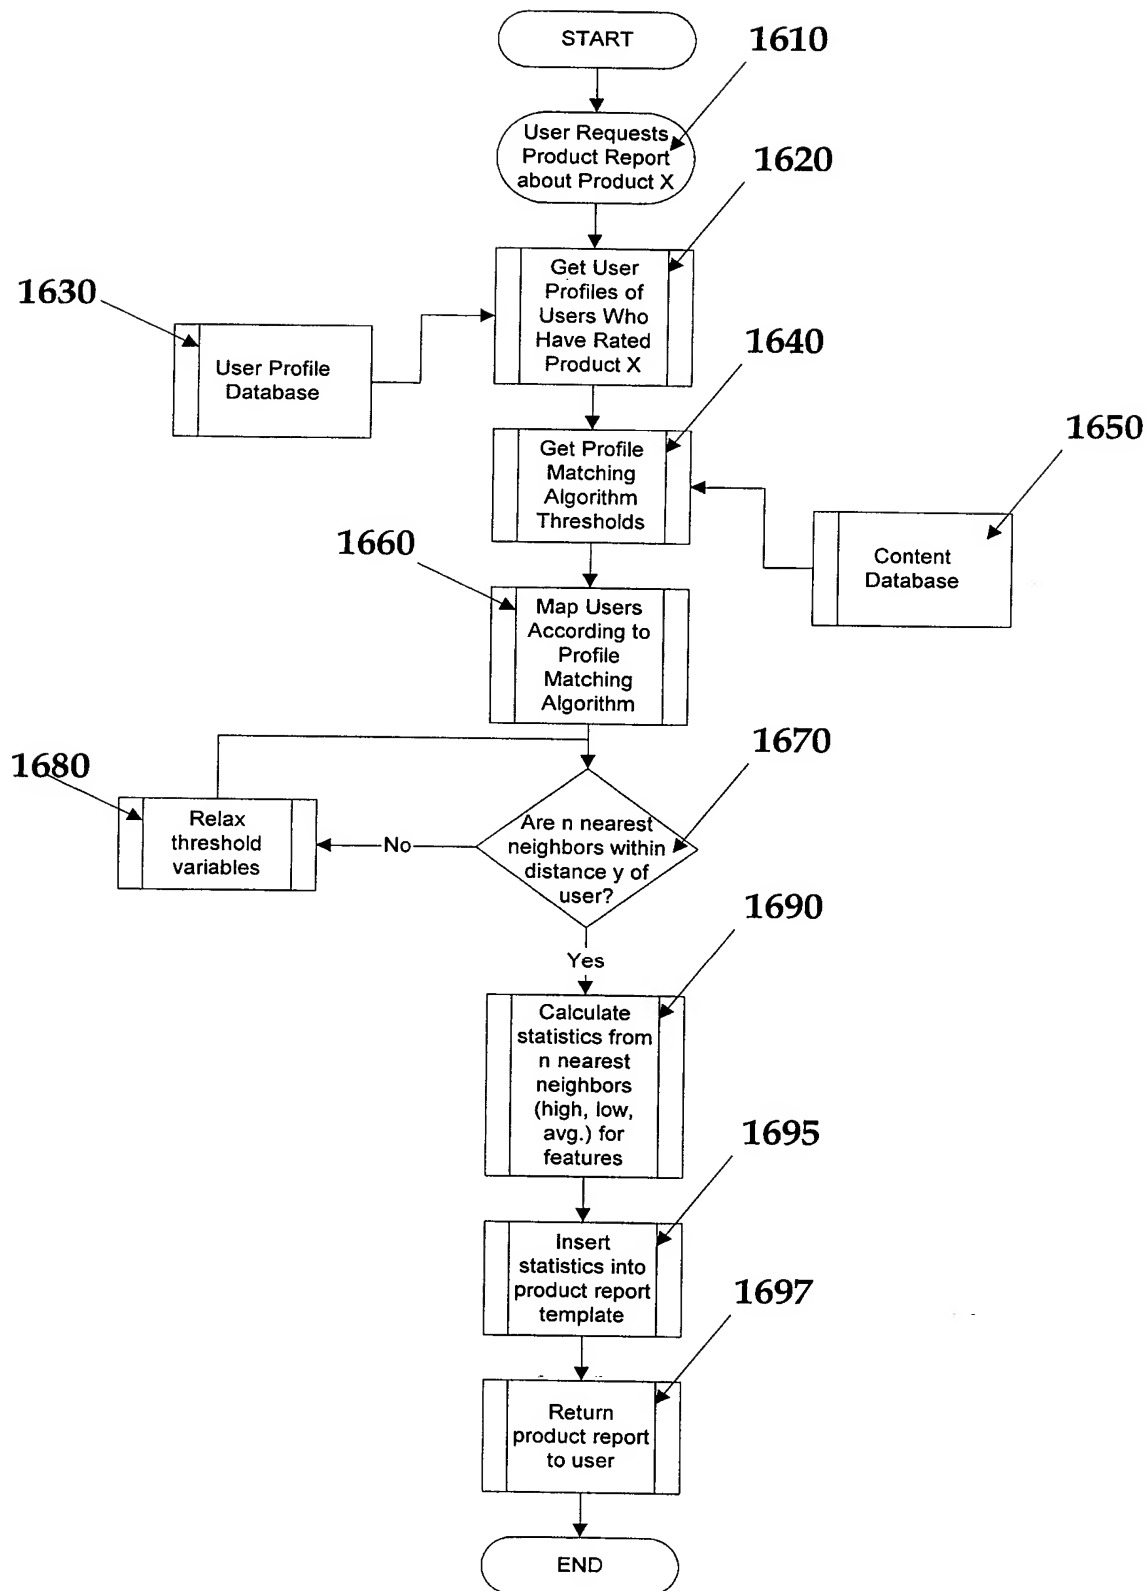 START
1610
User Requests
Product Report
about Product X
1620
Get User
Profiles of
Users Who
Have Rated
Product X
1630
User Profile
Database
1640
Get Profile
Matching
Algorithm
Thresholds
1650
Content
Database
1660
Map Users
According to
Profile
Matching
Algorithm
1670
Are n nearest
neighbors within
distance y of
user?
No
1680
Relax
threshold
variables
Yes
1690
Calculate
statistics from
n nearest
neighbors
(high, low,
avg.) for
features
1695
Insert
statistics into
product report
template
1697
Return
product report
to user
END